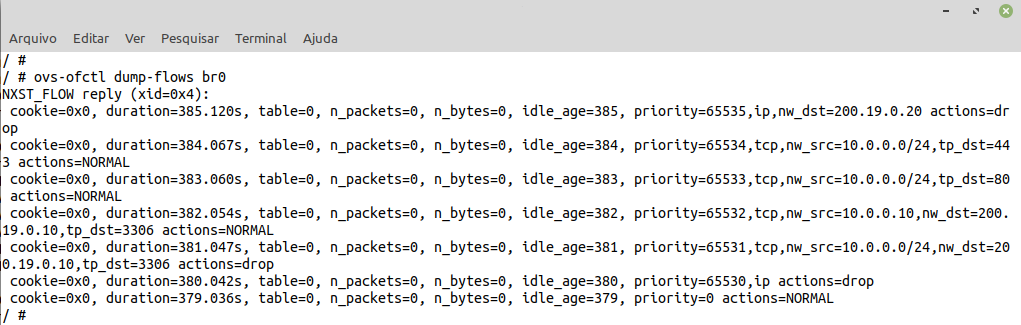 Arquivo Editar Ver Pesquisar Terminal Ajuda
/ #
/ # ovs-ofctl dump-flows br0
NXST_FLOW reply (xid=0x4):
 cookie=0x0, duration=385.120s, table=0, n_packets=0, n_bytes=0, idle_age=385, priority=65535,ip,nw_dst=200.19.0.20 actions=dr
op
 cookie=0x0, duration=384.067s, table=0, n_packets=0, n_bytes=0, idle_age=384, priority=65534,tcp,nw_src=10.0.0.0/24,tp_dst=44
3 actions=NORMAL
 cookie=0x0, duration=383.060s, table=0, n_packets=0, n_bytes=0, idle_age=383, priority=65533,tcp,nw_src=10.0.0.0/24,tp_dst=80
 actions=NORMAL
 cookie=0x0, duration=382.054s, table=0, n_packets=0, n_bytes=0, idle_age=382, priority=65532,tcp,nw_src=10.0.0.10,nw_dst=200.
19.0.10,tp_dst=3306 actions=NORMAL
 cookie=0x0, duration=381.047s, table=0, n_packets=0, n_bytes=0, idle_age=381, priority=65531,tcp,nw_src=10.0.0.0/24,nw_dst=20
0.19.0.10,tp_dst=3306 actions=drop
 cookie=0x0, duration=380.042s, table=0, n_packets=0, n_bytes=0, idle_age=380, priority=65530,ip actions=drop
 cookie=0x0, duration=379.036s, table=0, n_packets=0, n_bytes=0, idle_age=379, priority=0 actions=NORMAL
/ #